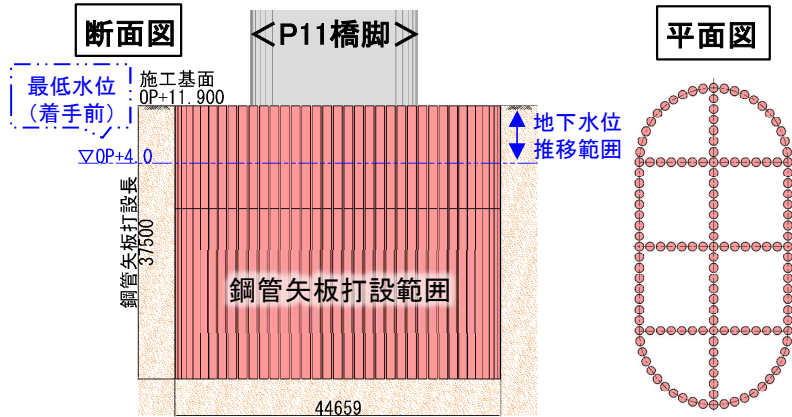 断面図
<P11橋脚>
平面図
最低水位
（着手前）
施工基面
OP+11.900
▽OP+4.0
地下水位
推移範囲
鋼管矢板打設長
37500
鋼管矢板打設範囲
44659